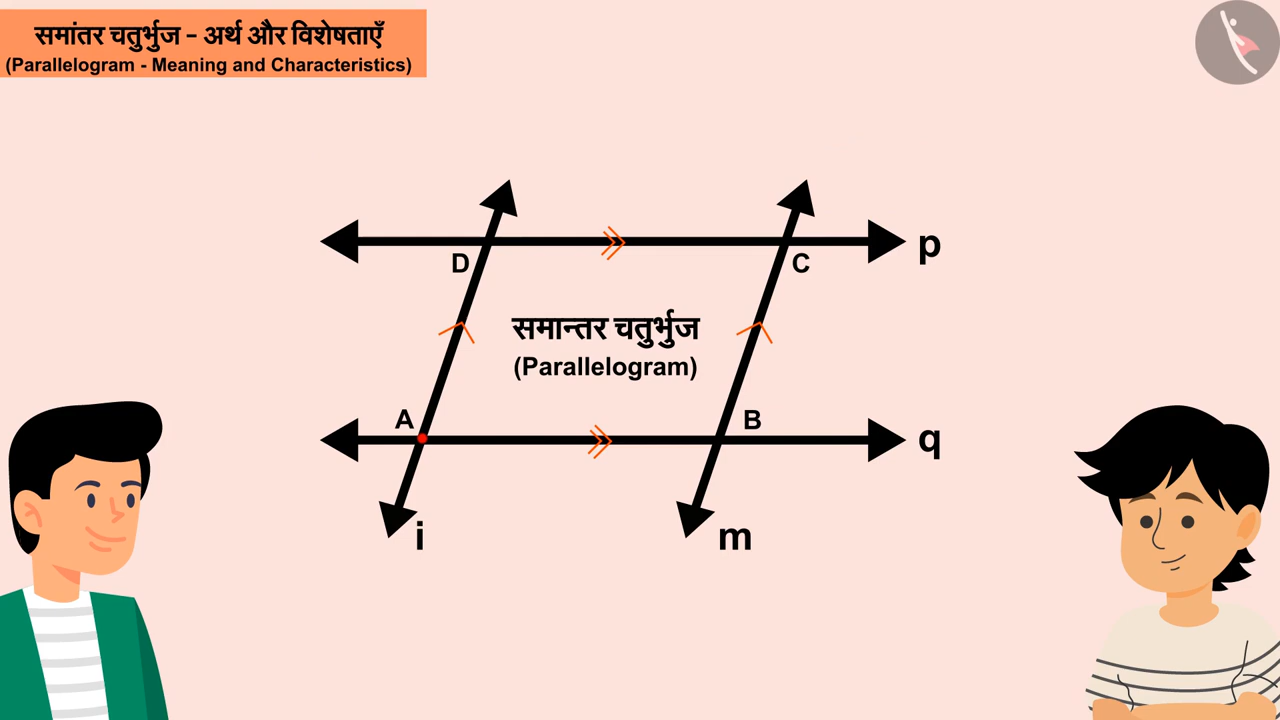 समांतर चतुर्भुज - अर्थ और विशेषताएँ
(Parallelogram - Meaning and Characteristics)
p
D
C
समान्तर चतुर्भुज
(Parallelogram)
A
B
q
i
m